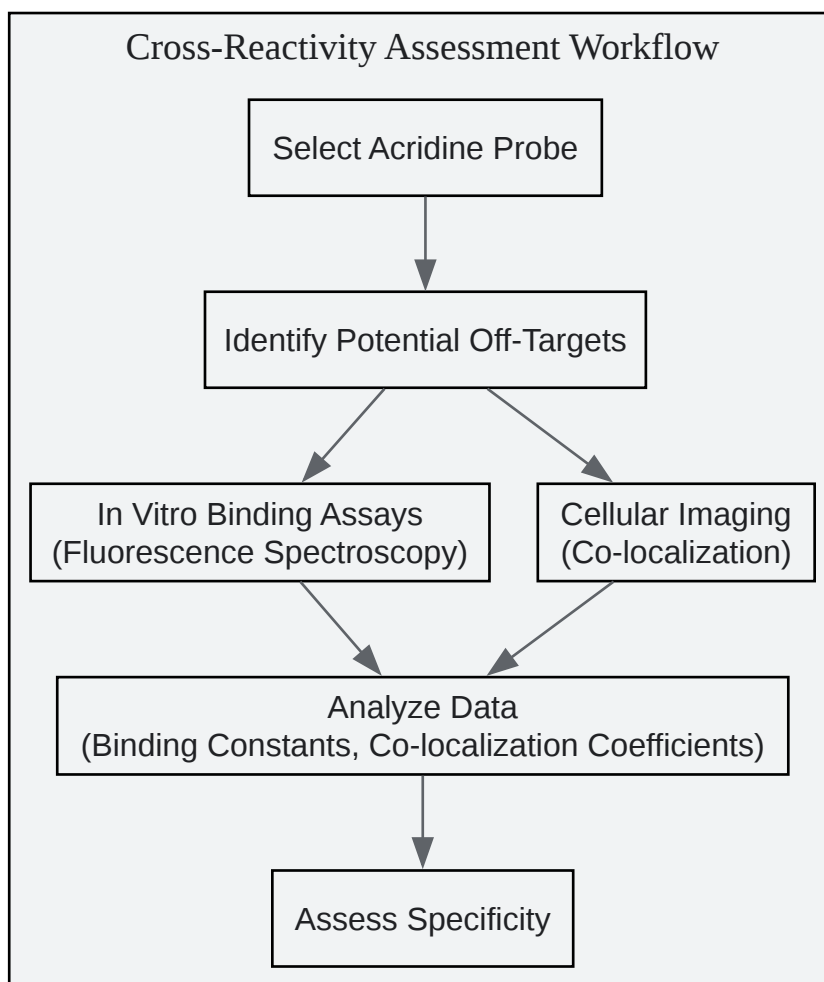 Cross-Reactivity Assessment Workflow
Select Acridine Probe
Identify Potential Off-Targets
In Vitro Binding Assays
(Fluorescence Spectroscopy)
Cellular Imaging
(Co-localization)
Analyze Data
(Binding Constants, Co-localization Coefficients)
Assess Specificity